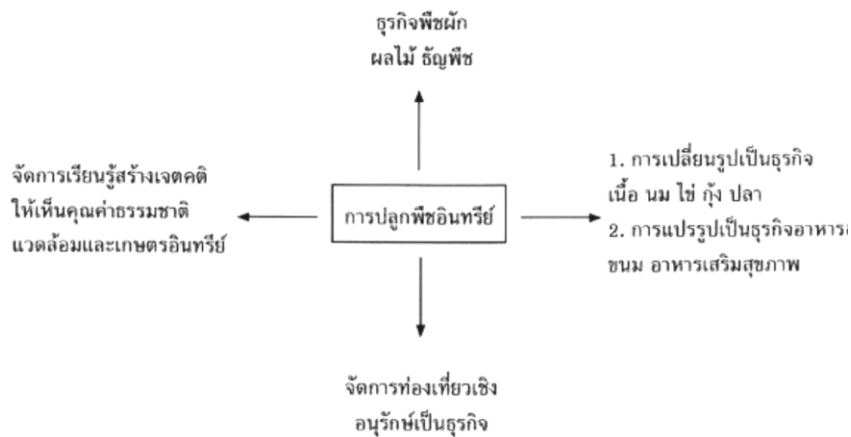 ธุรกิจพืชผัก
ผลไม้ ธัญพืช
จัดการเรียนรู้สร้างเจตคติ
ให้เห็นคุณค่าธรรมชาติ
แวดล้อมและเกษตรอินทรีย์
การปลูกพืชอินทรีย์
1. การเปลี่ยนรูปเป็นธุรกิจ
เนื้อ นม ไข่ กุ้ง ปลา
2. การแปรรูปเป็นธุรกิจอาหาร
ขนม อาหารเสริมสุขภาพ
จัดการท่องเที่ยวเชิง
อนุรักษ์เป็นธุรกิจ